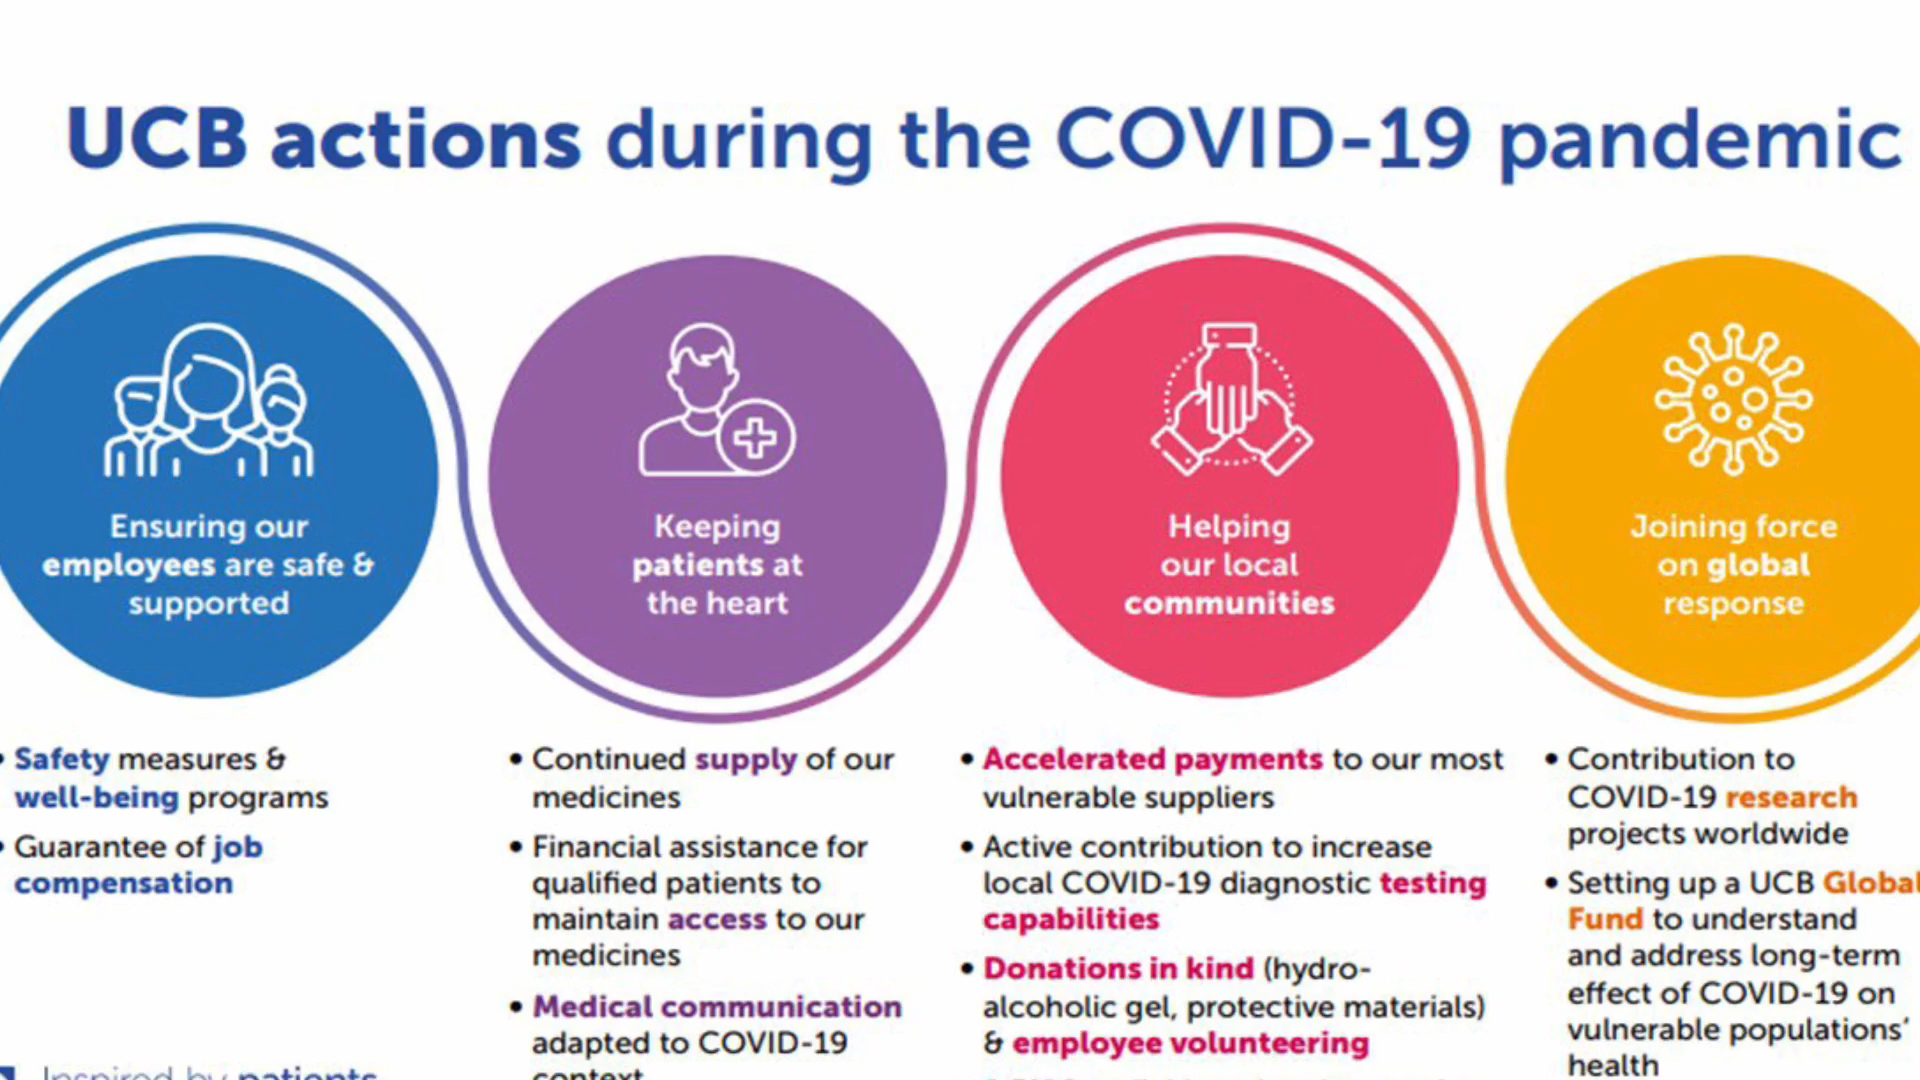 UCB actions during the COVID-19 pandemic
Ensuring our
employees are safe &
supported
Keeping
patients at
the heart
Helping
our local
communities
Joining force
on global
response
• Safety measures &
well-being programs
• Guarantee of job
compensation
• Continued supply of our
medicines
• Financial assistance for
qualified patients to
maintain access to our
medicines
• Medical communication
adapted to COVID-19
context
• Accelerated payments to our most
vulnerable suppliers
• Active contribution to increase
local COVID-19 diagnostic testing
capabilities
• Donations in kind (hydro-
alcoholic gel, protective materials)
& employee volunteering
• Contribution to
COVID-19 research
projects worldwide
• Setting up a UCB Global
Fund to understand
and address long-term
effect of COVID-19 on
vulnerable populations’
health
Inspired by patients